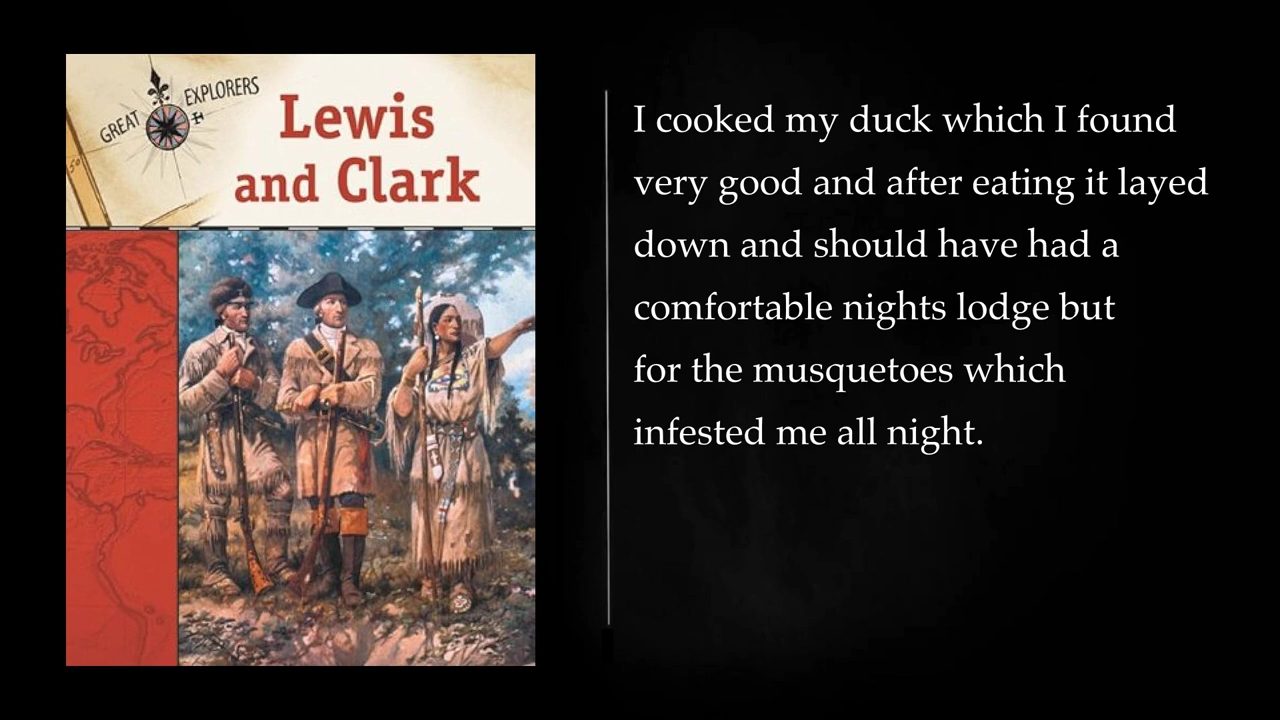 GREAT EXPLORERS
Lewis
and Clark
I cooked my duck which I found
very good and after eating it layed
down and should have had a
comfortable nights lodge but
for the musquetoes which
infested me all night.